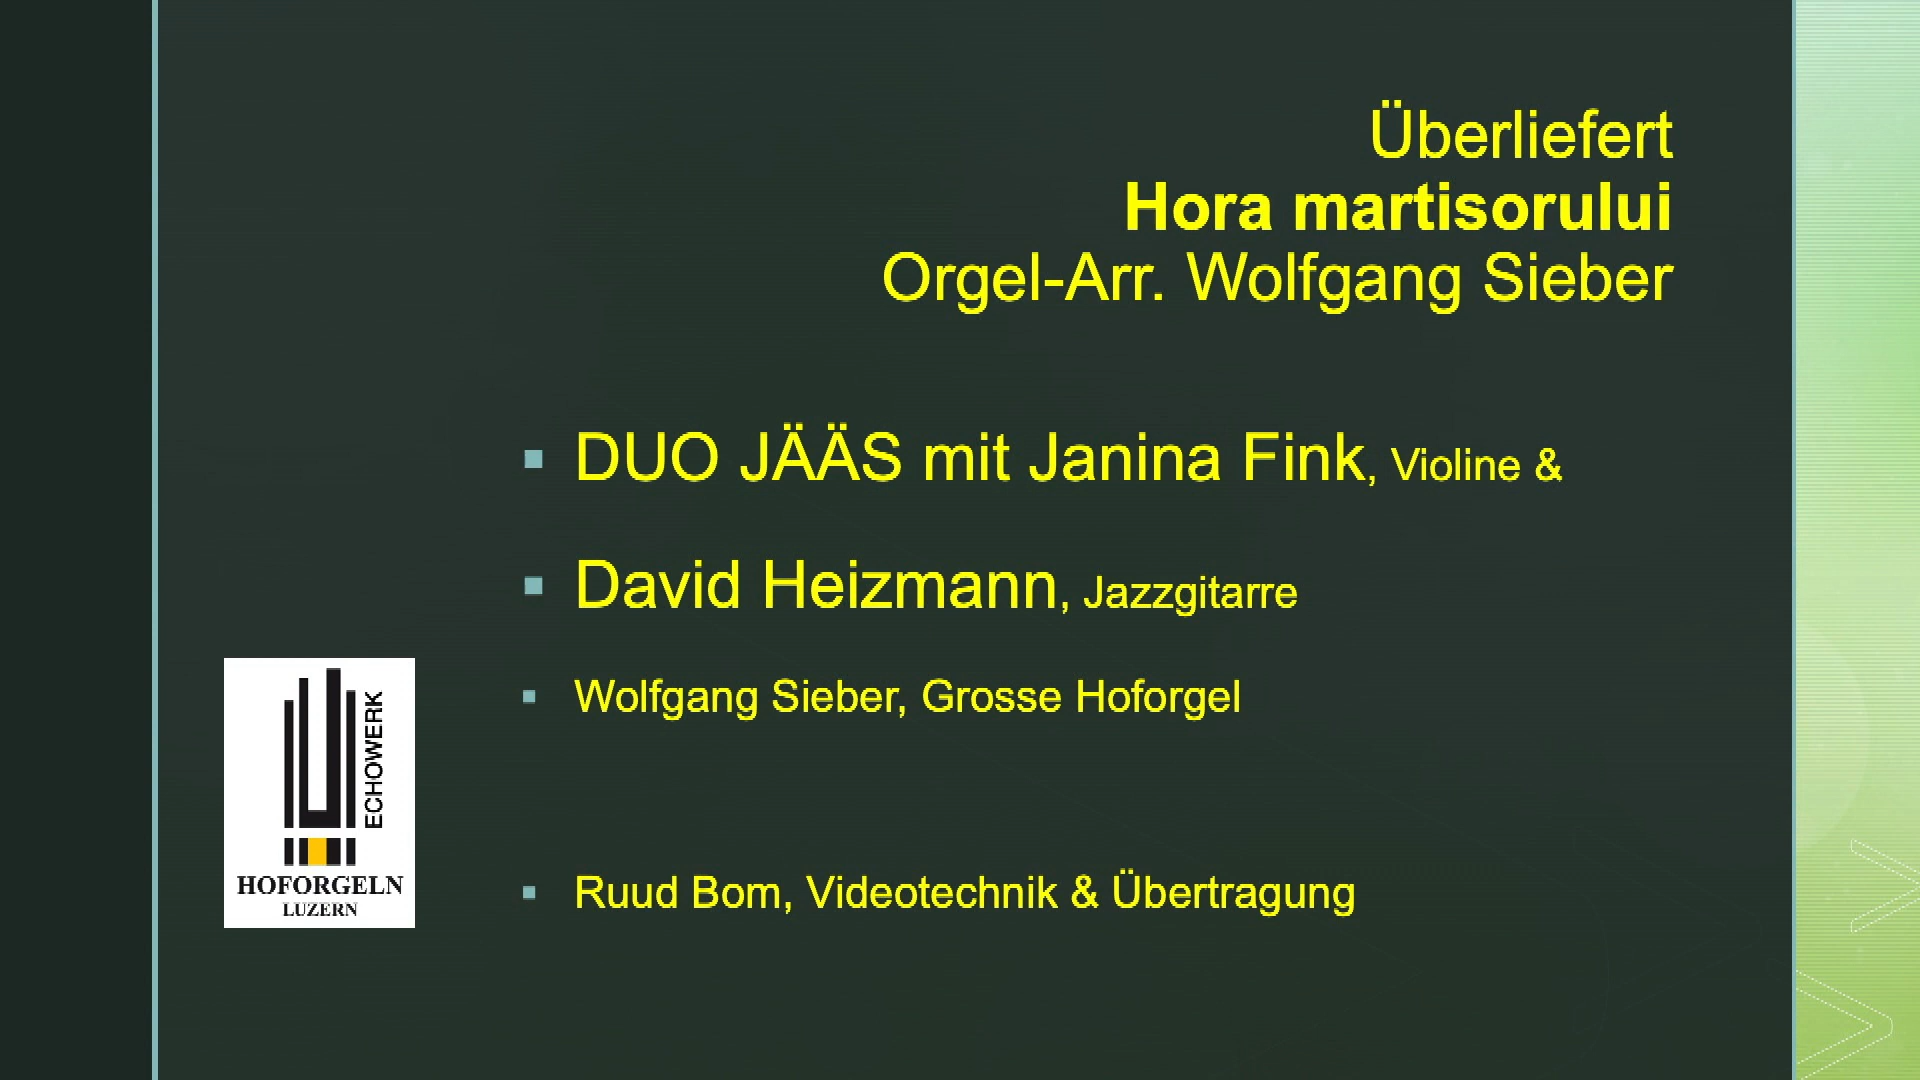 Überliefert
Hora martisorului
Orgel-Arr. Wolfgang Sieber
DUO JÄÄS mit Janina Fink, Violine &
David Heizmann, Jazzgitarre
Wolfgang Sieber, Grosse Hoforgel
Ruud Bom, Videotechnik & Übertragung
ECHOWERK
HOFORGELN
LUZERN